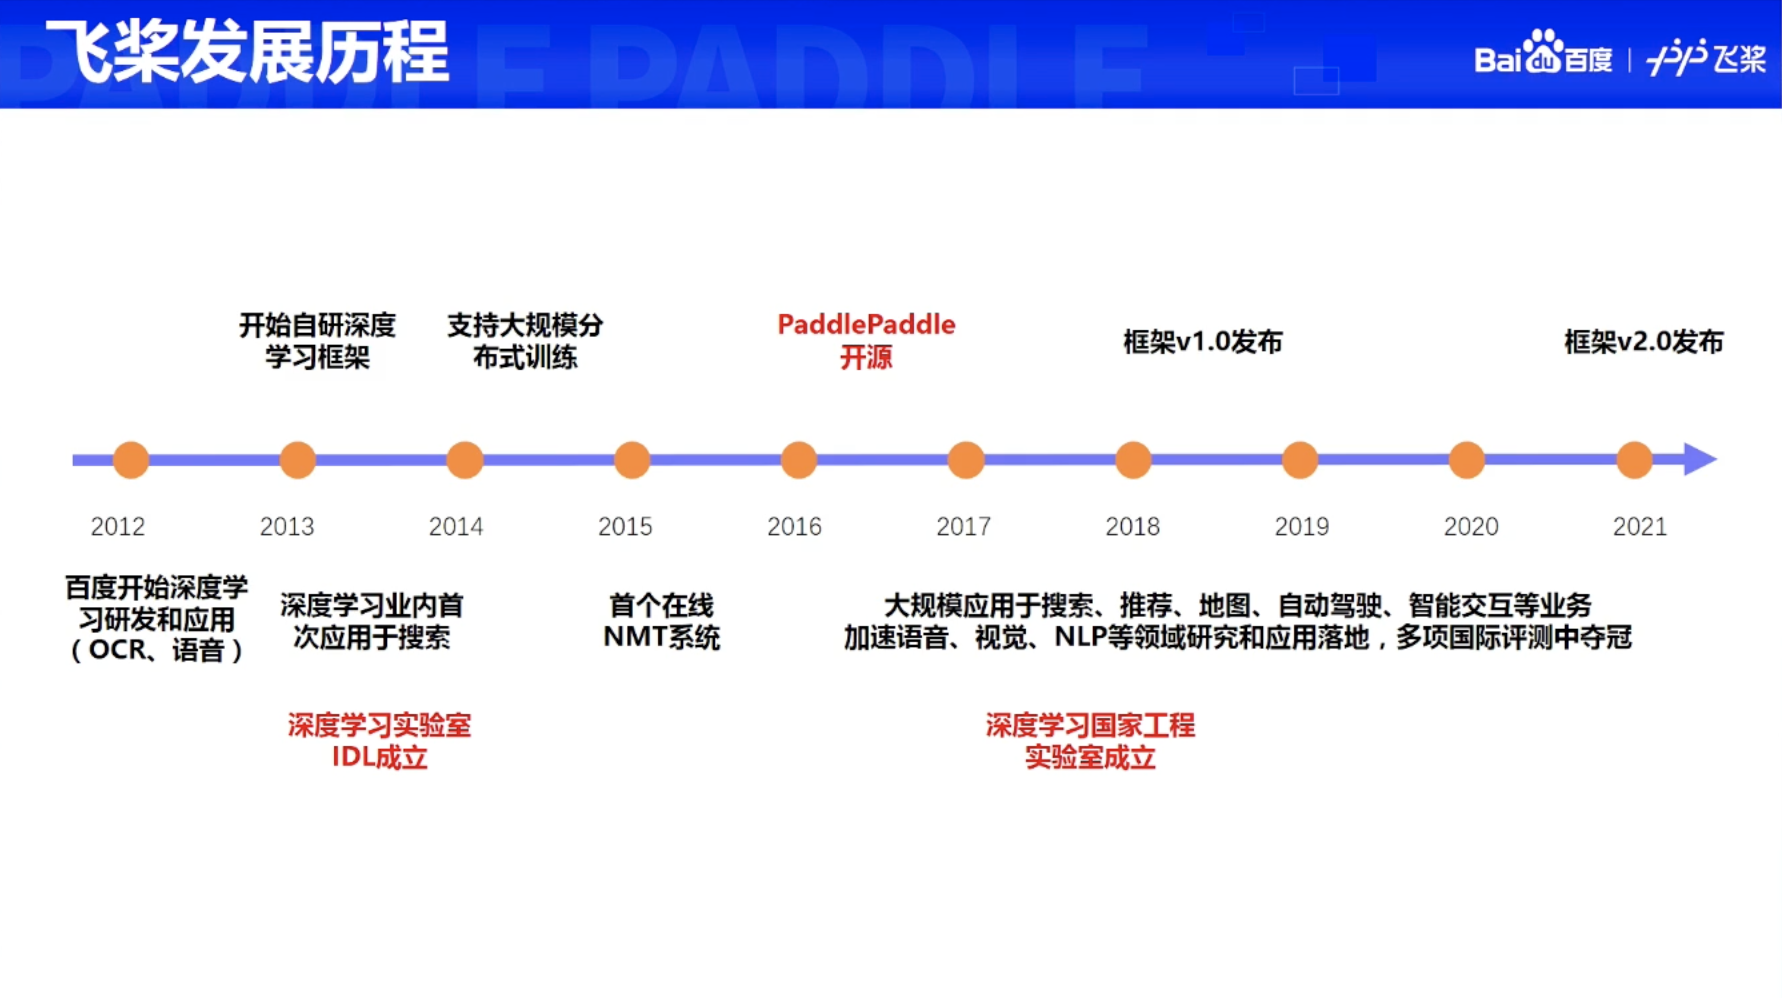 飞桨发展历程
PADDLE PADDLE
Bai du 百度 | 飞桨
开始自研深度
学习框架
支持大规模分
布式训练
PaddlePaddle
开源
框架v1.0发布
框架v2.0发布
2012 2013 2014 2015 2016 2017 2018 2019 2020 2021
百度开始深度学
习研发和应用
（OCR、语音）
深度学习业内首
次应用于搜索
首个在线
NMT系统
大规模应用于搜索、推荐、地图、自动驾驶、智能交互等业务
加速语音、视觉、NLP等领域研究和应用落地，多项国际评测中夺冠
深度学习实验室
IDL成立
深度学习国家工程
实验室成立